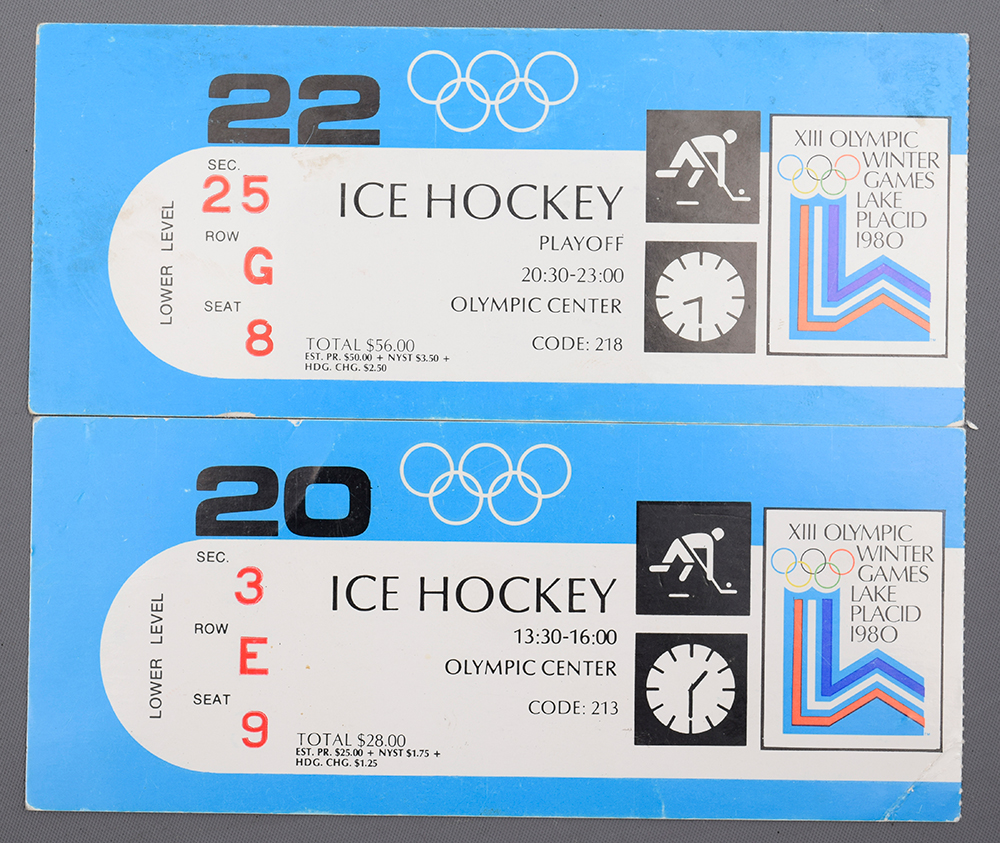 22
SEC.
25
ROW
G
SEAT
8
LOWER LEVEL
ICE HOCKEY
PLAYOFF
20:30-23:00
OLYMPIC CENTER
CODE: 218
TOTAL $56.00
EST. PR. $50.00 + NYST $3.50 +
HDG. CHG. $2.50
XIII OLYMPIC
WINTER
GAMES
LAKE
PLACID
1980
20
SEC.
3
ROW
E
SEAT
9
LOWER LEVEL
ICE HOCKEY
13:30-16:00
OLYMPIC CENTER
CODE: 213
TOTAL $28.00
EST. PR. $25.00 + NYST $1.75 +
HDG. CHG. $1.25
XIII OLYMPIC
WINTER
GAMES
LAKE
PLACID
1980